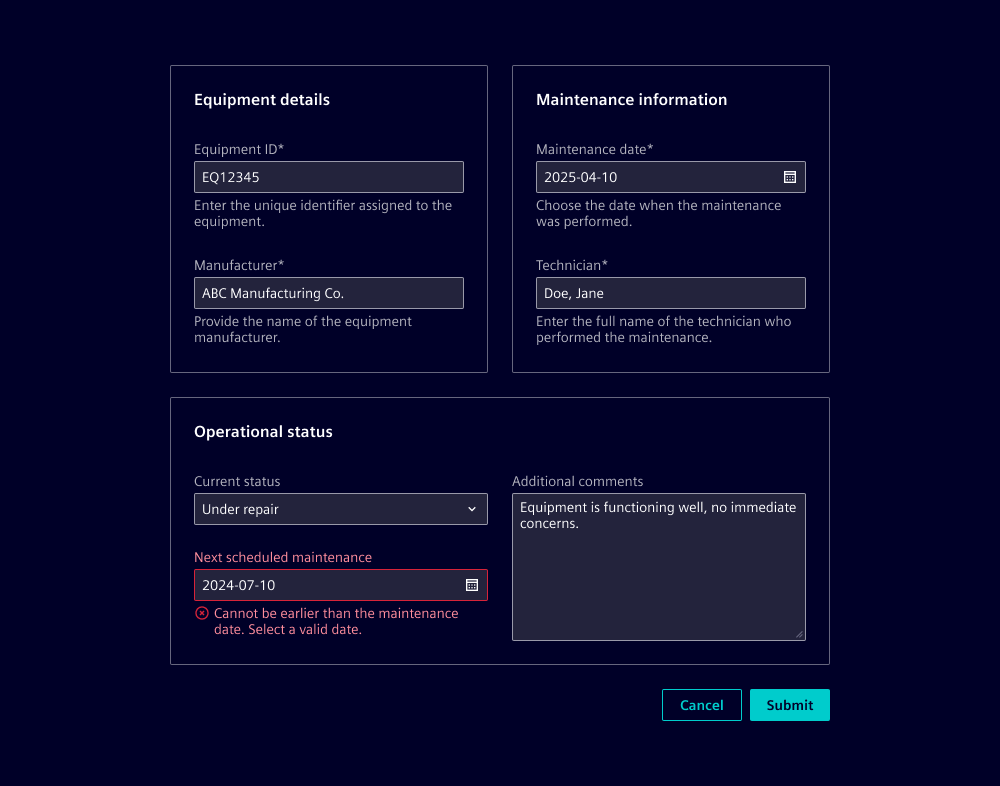 Equipment details
Equipment ID*
EQ12345
Enter the unique identifier assigned to the
equipment.
Manufacturer*
ABC Manufacturing Co.
Provide the name of the equipment
manufacturer.
Maintenance information
Maintenance date*
2025-04-10
Choose the date when the maintenance
was performed.
Technician*
Doe, Jane
Enter the full name of the technician who
performed the maintenance.
Operational status
Current status
Under repair
Next scheduled maintenance
2024-07-10
Cannot be earlier than the maintenance
date. Select a valid date.
Additional comments
Equipment is functioning well, no immediate
concerns.
Cancel
Submit